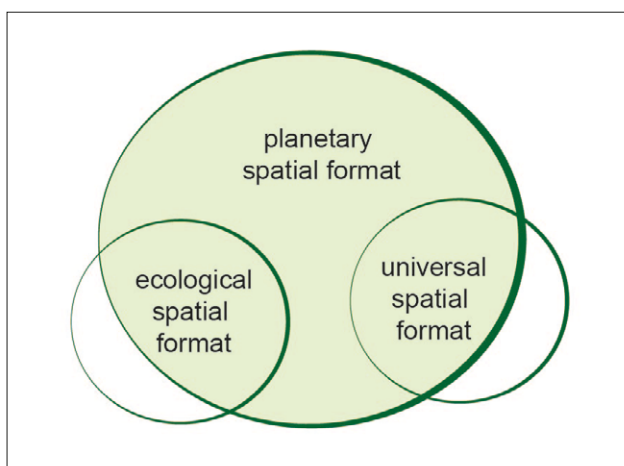 planetary
spatial format
ecological
spatial
format
universal
spatial
format